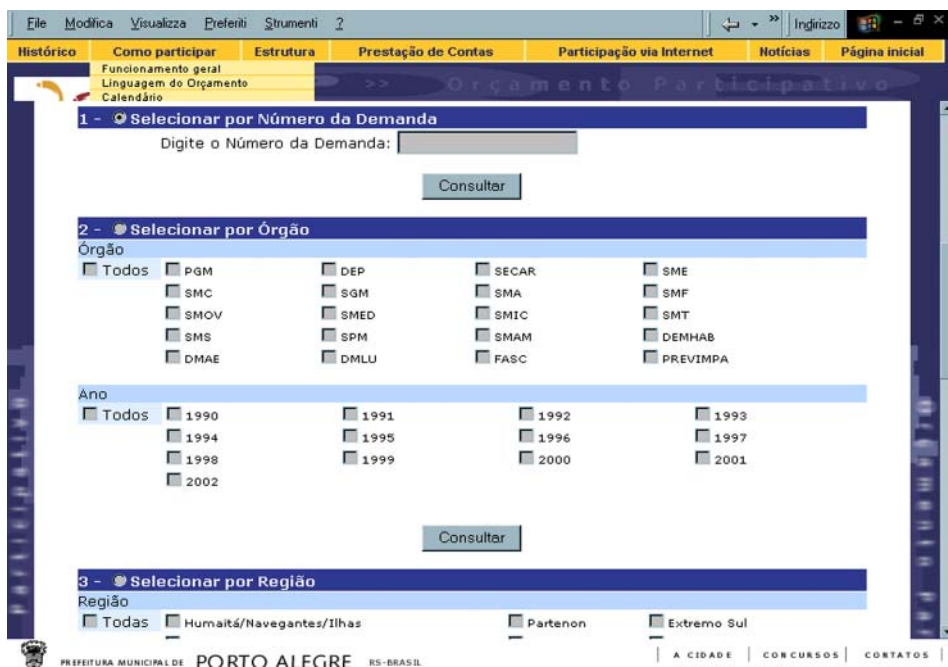 File Modifica Visualizza Preferiti Strumenti ? » Indirizzo
Histórico Como participar Estrutura Prestação de Contas Participação via Internet Notícias Página inicial
Funcionamento geral
Linguagem do Orçamento
Calendário
>> Orçamento Participativo
1 - Selecionar por Número da Demanda
Digite o Número da Demanda:
Consultar
2 - Selecionar por Órgão
Órgão
Todos PGM DEP SECAR SME
SMC SGM SMA SMF
SMOV SMED SMIC SMT
SMS SPM SMAM DEMHAB
DMAE DMLU FASC PREVIMPA
Ano
Todos 1990 1991 1992 1993
1994 1995 1996 1997
1998 1999 2000 2001
2002
Consultar
3 - Selecionar por Região
Região
Todas Humaitá/Navegantes/Ilhas Partenon Extremo Sul
PREFEITURA MUNICIPAL DE PORTO ALEGRE RS-BRASIL A CIDADE CONCURSOS CONTATOS